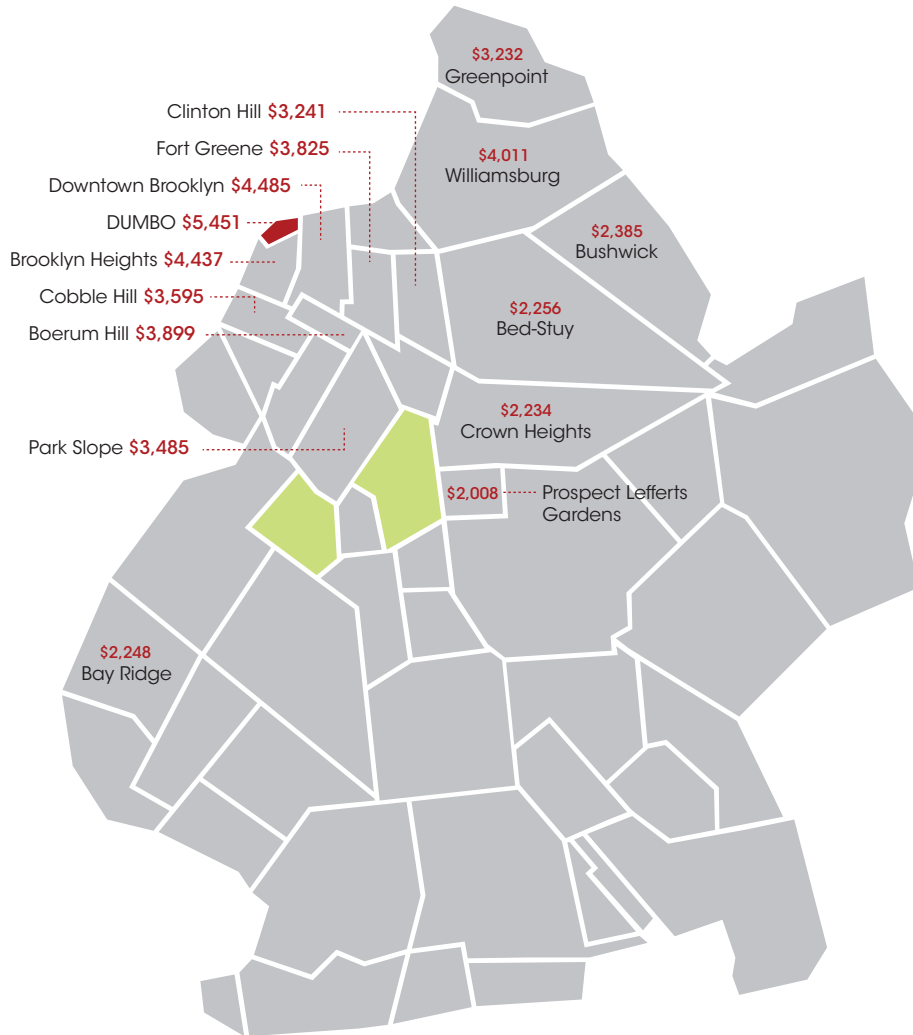 $3,232
Greenpoint
Clinton Hill $3,241
Fort Greene $3,825
$4,011
Williamsburg
Downtown Brooklyn $4,485
DUMBO $5,451
$2,385
Bushwick
Brooklyn Heights $4,437
Cobble Hill $3,595
$2,256
Bed-Stuy
Boerum Hill $3,899
$2,234
Crown Heights
Park Slope $3,485
$2,008 Prospect Lefferts
Gardens
$2,248
Bay Ridge